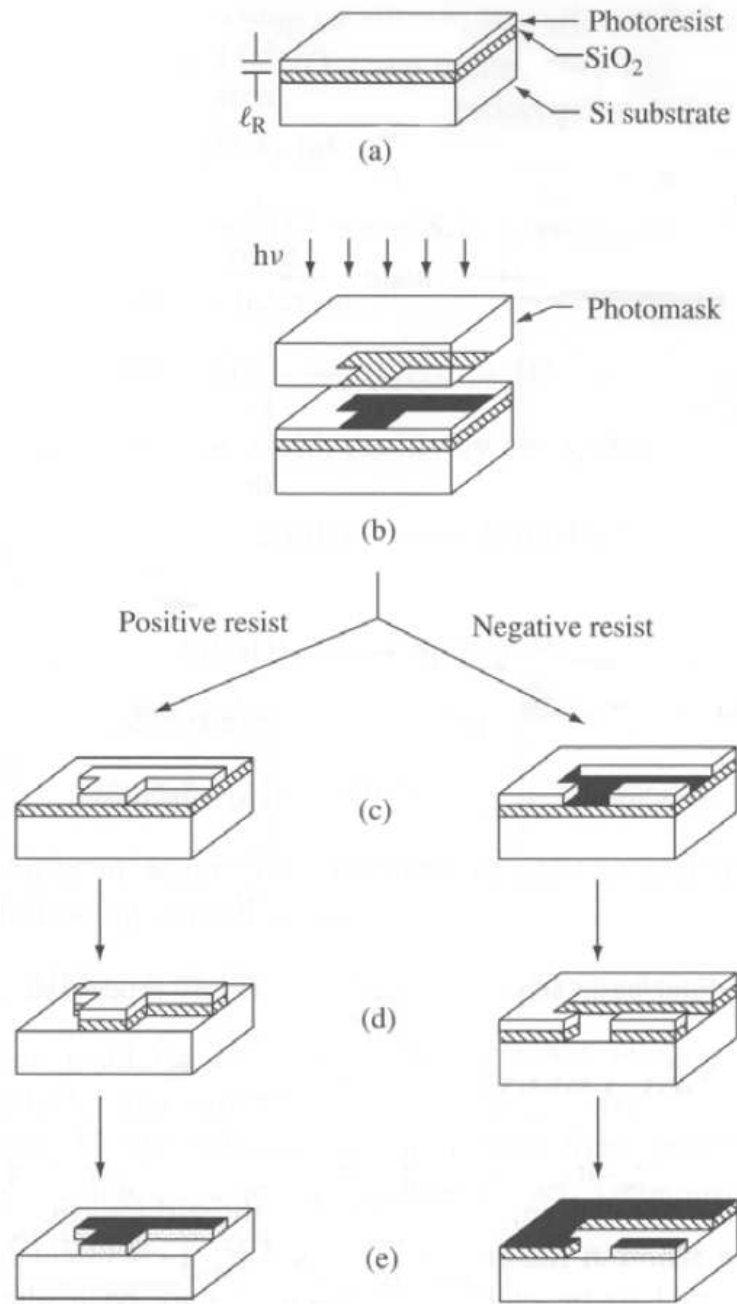 Photoresist
SiO₂
Si substrate
ℓR
(a)
hν
Photomask
(b)
Positive resist
Negative resist
(c)
(d)
(e)